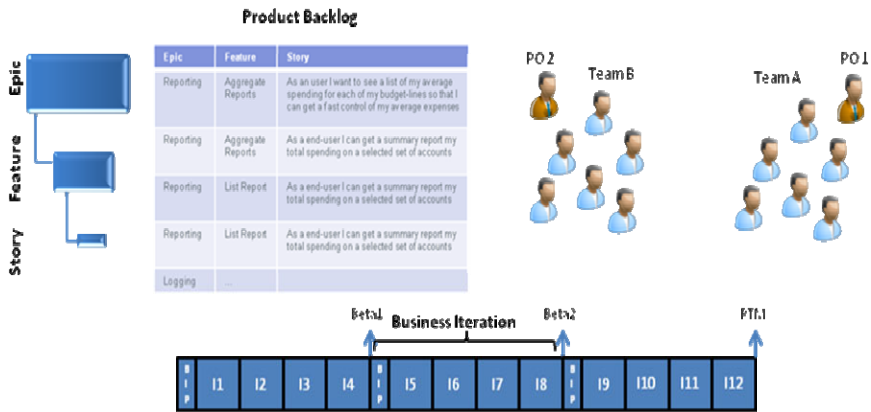 Product Backlog
Epic
Feature
Story
Epic Feature Story
Reporting Aggregate Reports As an user I want to see a list of my average
spending for each of my budget-lines so that I
can get a fast control of my average expenses
Reporting Aggregate Reports As a end-user I can get a summary report my
total spending on a selected set of accounts
Reporting List Report As a end-user I can get a summary report my
total spending on a selected set of accounts
Reporting List Report As a end-user I can get a summary report my
total spending on a selected set of accounts
Logging ...
PO 2
Team B
Team A
PO 1
Beta1
Business Iteration
Beta2
BIP I1 I2 I3 I4 BIP I5 I6 I7 I8 BIP I9 I10 I11 I12